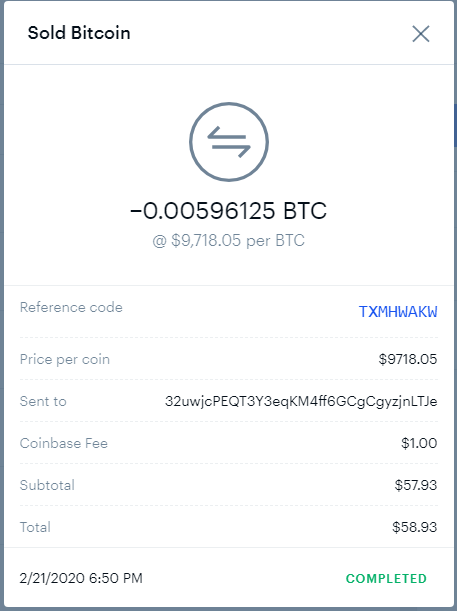 Sold Bitcoin
−0.00596125 BTC
@ $9,718.05 per BTC
Reference code TXMHWAKW
Price per coin $9718.05
Sent to 32uwjcPEQT3Y3eqKM4ff6GCgCgyzjnLTJe
Coinbase Fee $1.00
Subtotal $57.93
Total $58.93
2/21/2020 6:50 PM COMPLETED